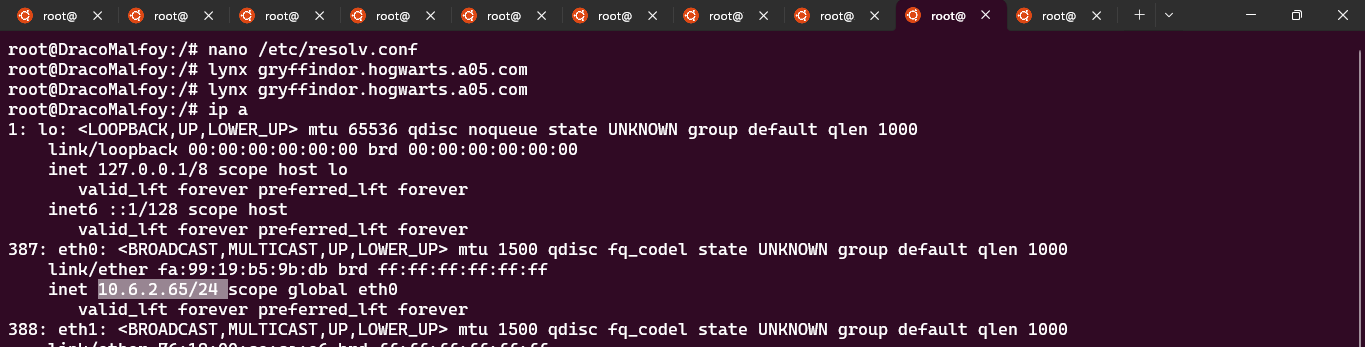 root@ root@ root@ root@ root@ root@ root@ root@ root@ root@
root@DracoMalfoy:/# nano /etc/resolv.conf
root@DracoMalfoy:/# lynx gryffindor.hogwarts.a05.com
root@DracoMalfoy:/# lynx gryffindor.hogwarts.a05.com
root@DracoMalfoy:/# ip a
1: lo: <LOOPBACK,UP,LOWER_UP> mtu 65536 qdisc noqueue state UNKNOWN group default qlen 1000
link/loopback 00:00:00:00:00:00 brd 00:00:00:00:00:00
inet 127.0.0.1/8 scope host lo
valid_lft forever preferred_lft forever
inet6 ::1/128 scope host
valid_lft forever preferred_lft forever
387: eth0: <BROADCAST,MULTICAST,UP,LOWER_UP> mtu 1500 qdisc fq_codel state UNKNOWN group default qlen 1000
link/ether fa:99:19:b5:9b:db brd ff:ff:ff:ff:ff:ff
inet 10.6.2.65/24 scope global eth0
valid_lft forever preferred_lft forever
388: eth1: <BROADCAST,MULTICAST,UP,LOWER_UP> mtu 1500 qdisc fq_codel state UNKNOWN group default qlen 1000